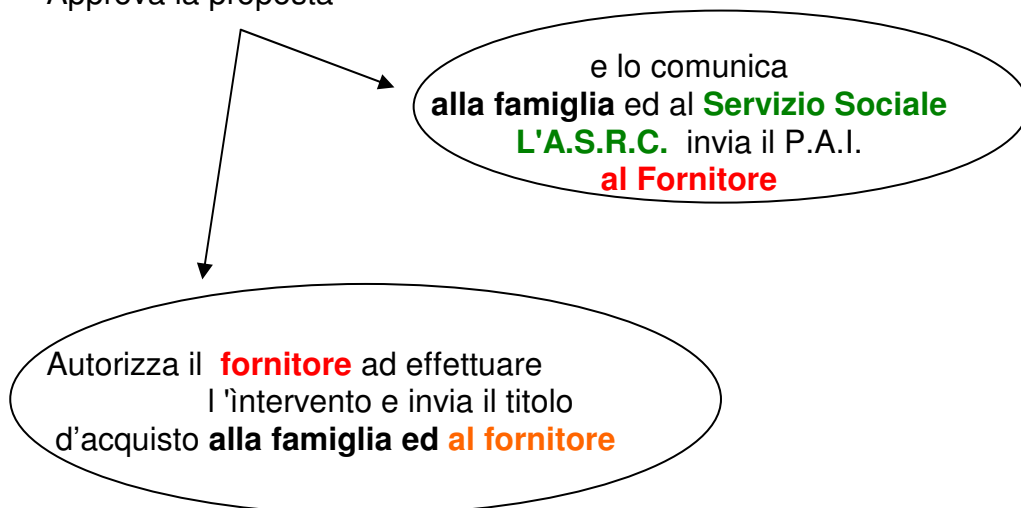 Approva la proposta
e lo comunica
alla famiglia ed al Servizio Sociale
L'A.S.R.C. invia il P.A.I.
al Fornitore
Autorizza il fornitore ad effettuare
l 'ìntervento e invia il titolo
d’acquisto alla famiglia ed al fornitore